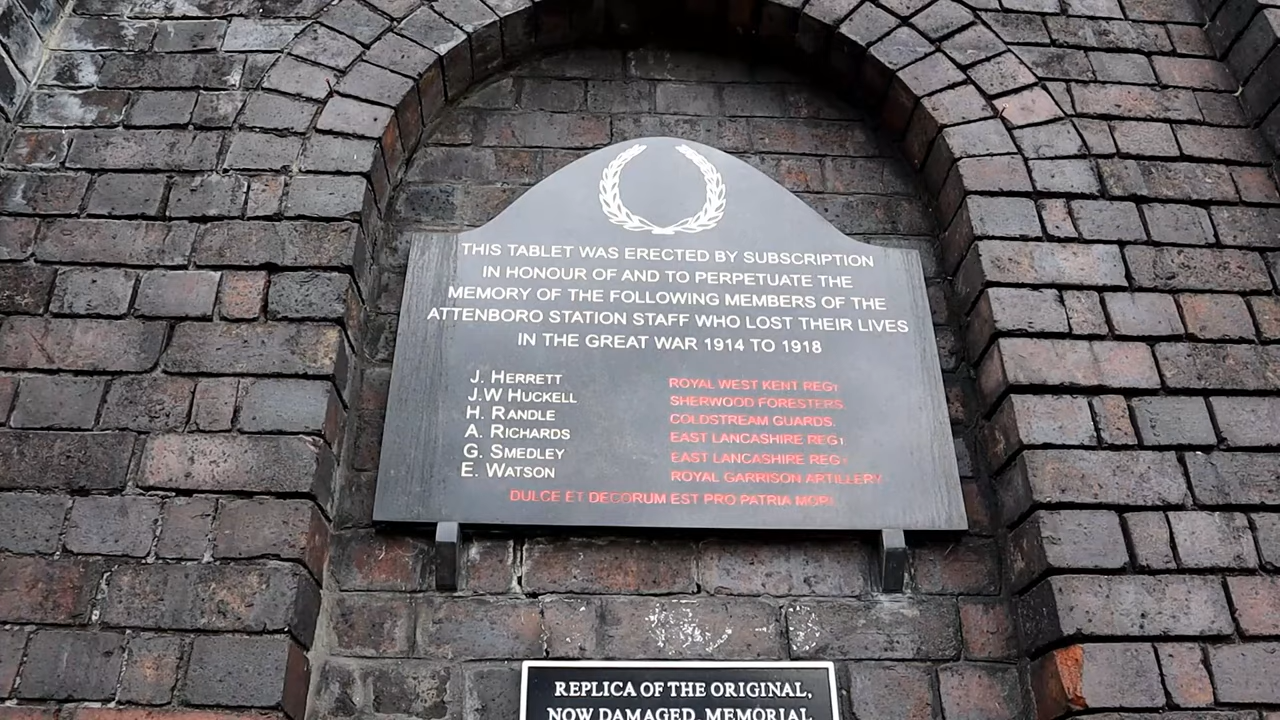 THIS TABLET WAS ERECTED BY SUBSCRIPTION
IN HONOUR OF AND TO PERPETUATE THE
MEMORY OF THE FOLLOWING MEMBERS OF THE
ATTENBORO STATION STAFF WHO LOST THEIR LIVES
IN THE GREAT WAR 1914 TO 1918
J. HERRETT ROYAL WEST KENT REGT
J.W HUCKELL SHERWOOD FORESTERS.
H. RANDLE COLDSTREAM GUARDS.
A. RICHARDS EAST LANCASHIRE REGT
G. SMEDLEY EAST LANCASHIRE REGT
E. WATSON ROYAL GARRISON ARTILLERY
DULCE ET DECORUM EST PRO PATRIA MORI.
REPLICA OF THE ORIGINAL,
NOW DAMAGED, MEMORIAL